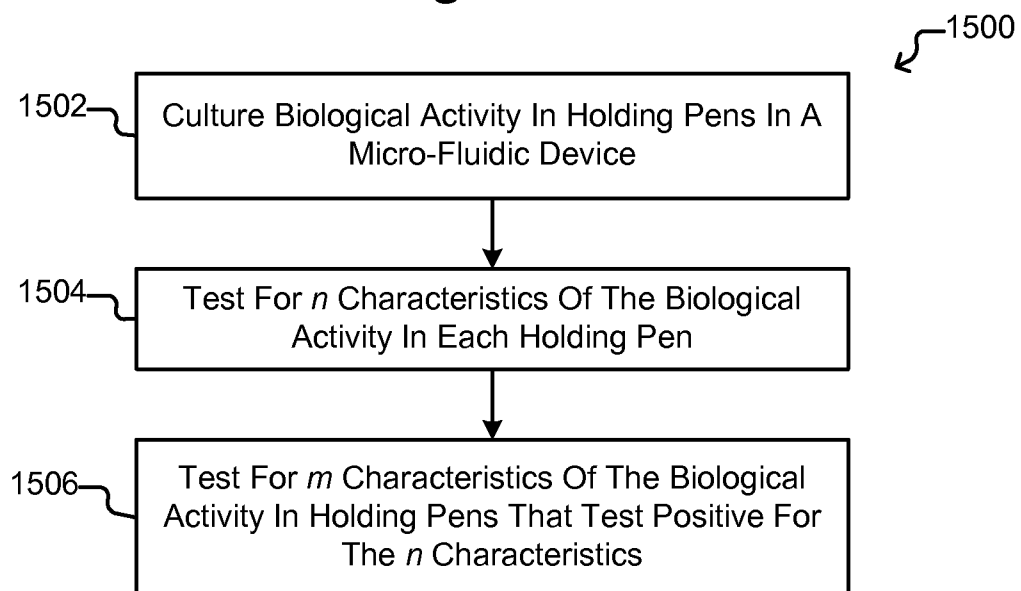 1500
1502
Culture Biological Activity In Holding Pens In A
Micro-Fluidic Device
1504
Test For n Characteristics Of The Biological
Activity In Each Holding Pen
1506
Test For m Characteristics Of The Biological
Activity In Holding Pens That Test Positive For
The n Characteristics